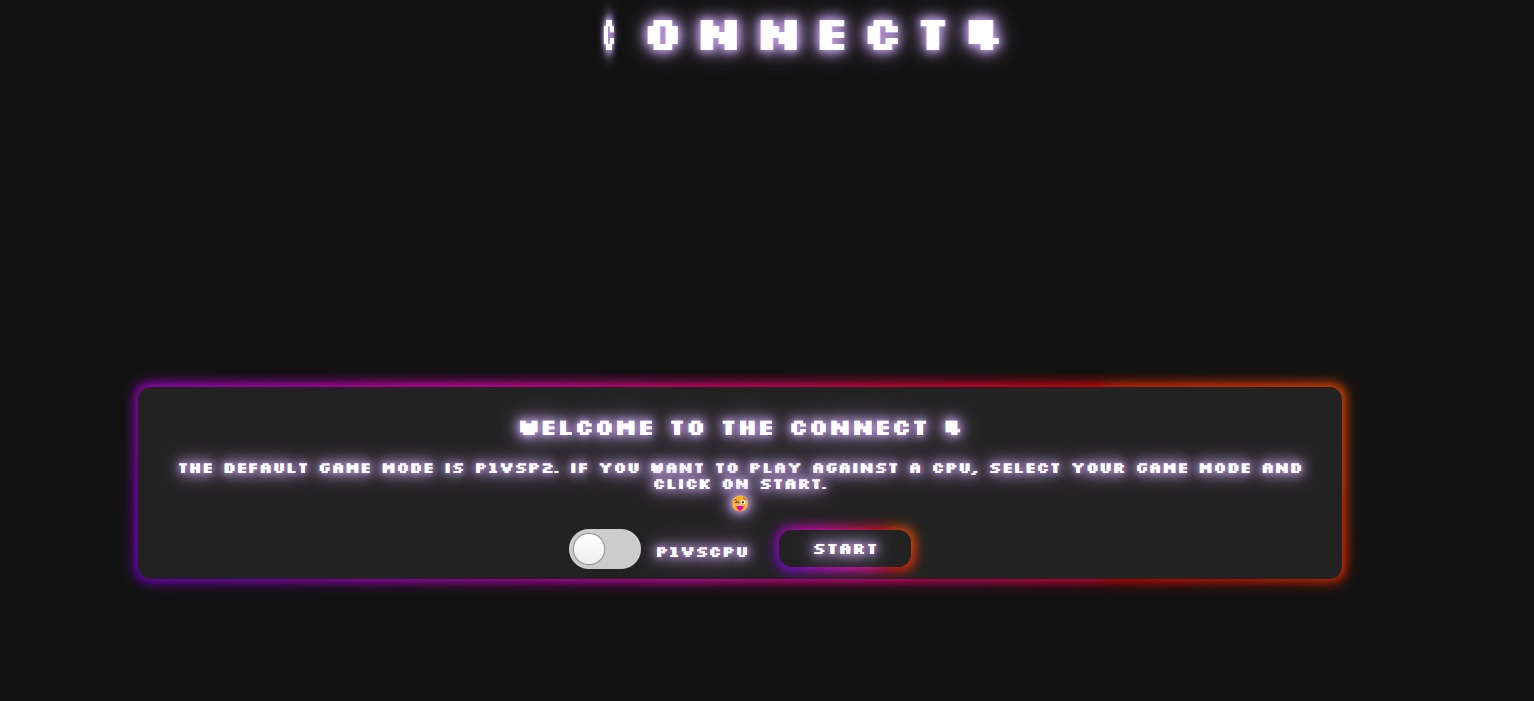 CONNECT4
WELCOME TO THE CONNECT 4
THE DEFAULT GAME MODE IS P1VSP2. IF YOU WANT TO PLAY AGAINST A CPU, SELECT YOUR GAME MODE AND
CLICK ON START.
😜
P1VSCPU START